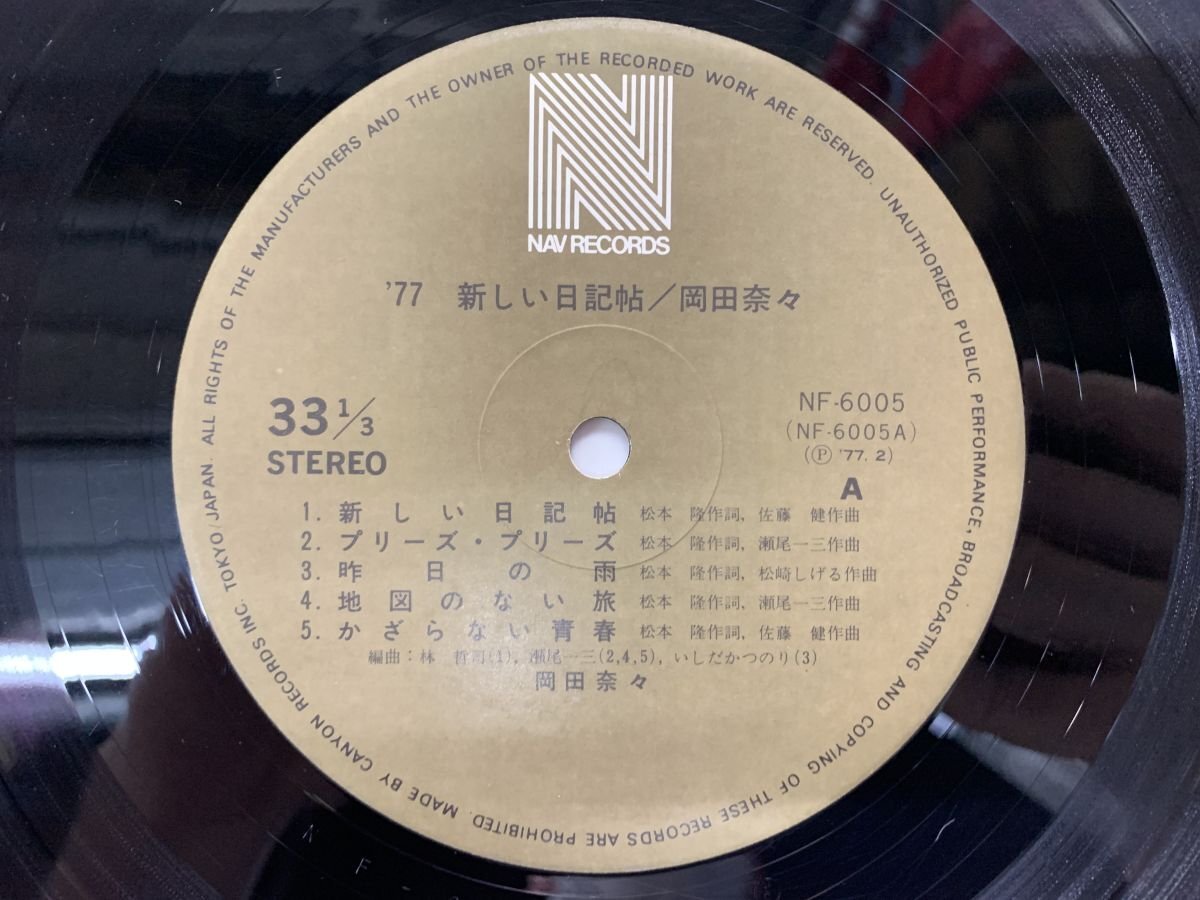 NAV RECORDS
'77 新しい日記帖/岡田奈々
33 1/3
STEREO
NF-6005
(NF-6005A)
(Ⓟ '77. 2)
A
1. 新しい日記帖 松本 隆作詞, 佐藤 健作曲
2. プリーズ・プリーズ 松本 隆作詞, 瀬尾一三作曲
3. 昨日の雨 松本 隆作詞, 松崎しげる作曲
4. 地図のない旅 松本 隆作詞, 瀬尾一三作曲
5. かざらない青春 松本 隆作詞, 佐藤 健作曲
編曲:林 哲司(1), 瀬尾一三(2,4,5), いしだかつのり(3)
岡田奈々
MADE BY CANYON RECORDS INC. TOKYO/JAPAN. ALL RIGHTS OF THE MANUFACTURERS AND THE OWNER OF THE RECORDED WORK ARE RESERVED. UNAUTHORIZED PUBLIC PERFORMANCE, BROADCASTING AND COPYING OF THESE RECORDS ARE PROHIBITED.